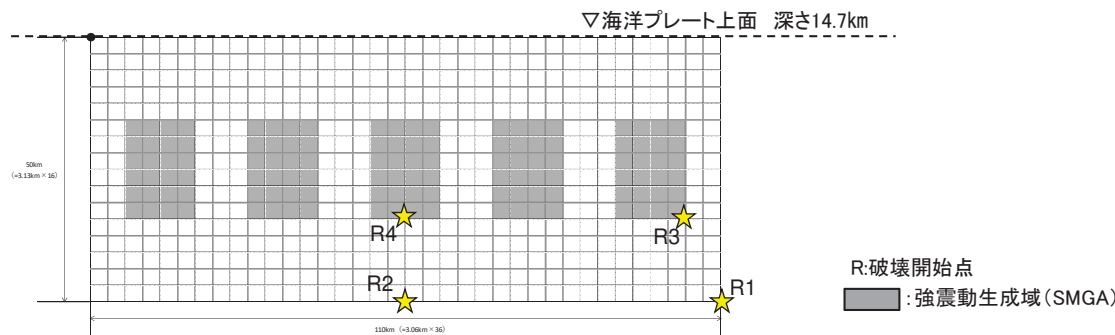 ▽海洋プレート上面 深さ14.7km
50km
(=3.13km×16)
R4
R3
R2
R1
R:破壊開始点
:強震動生成域(SMGA)
110km (=3.06km×36)